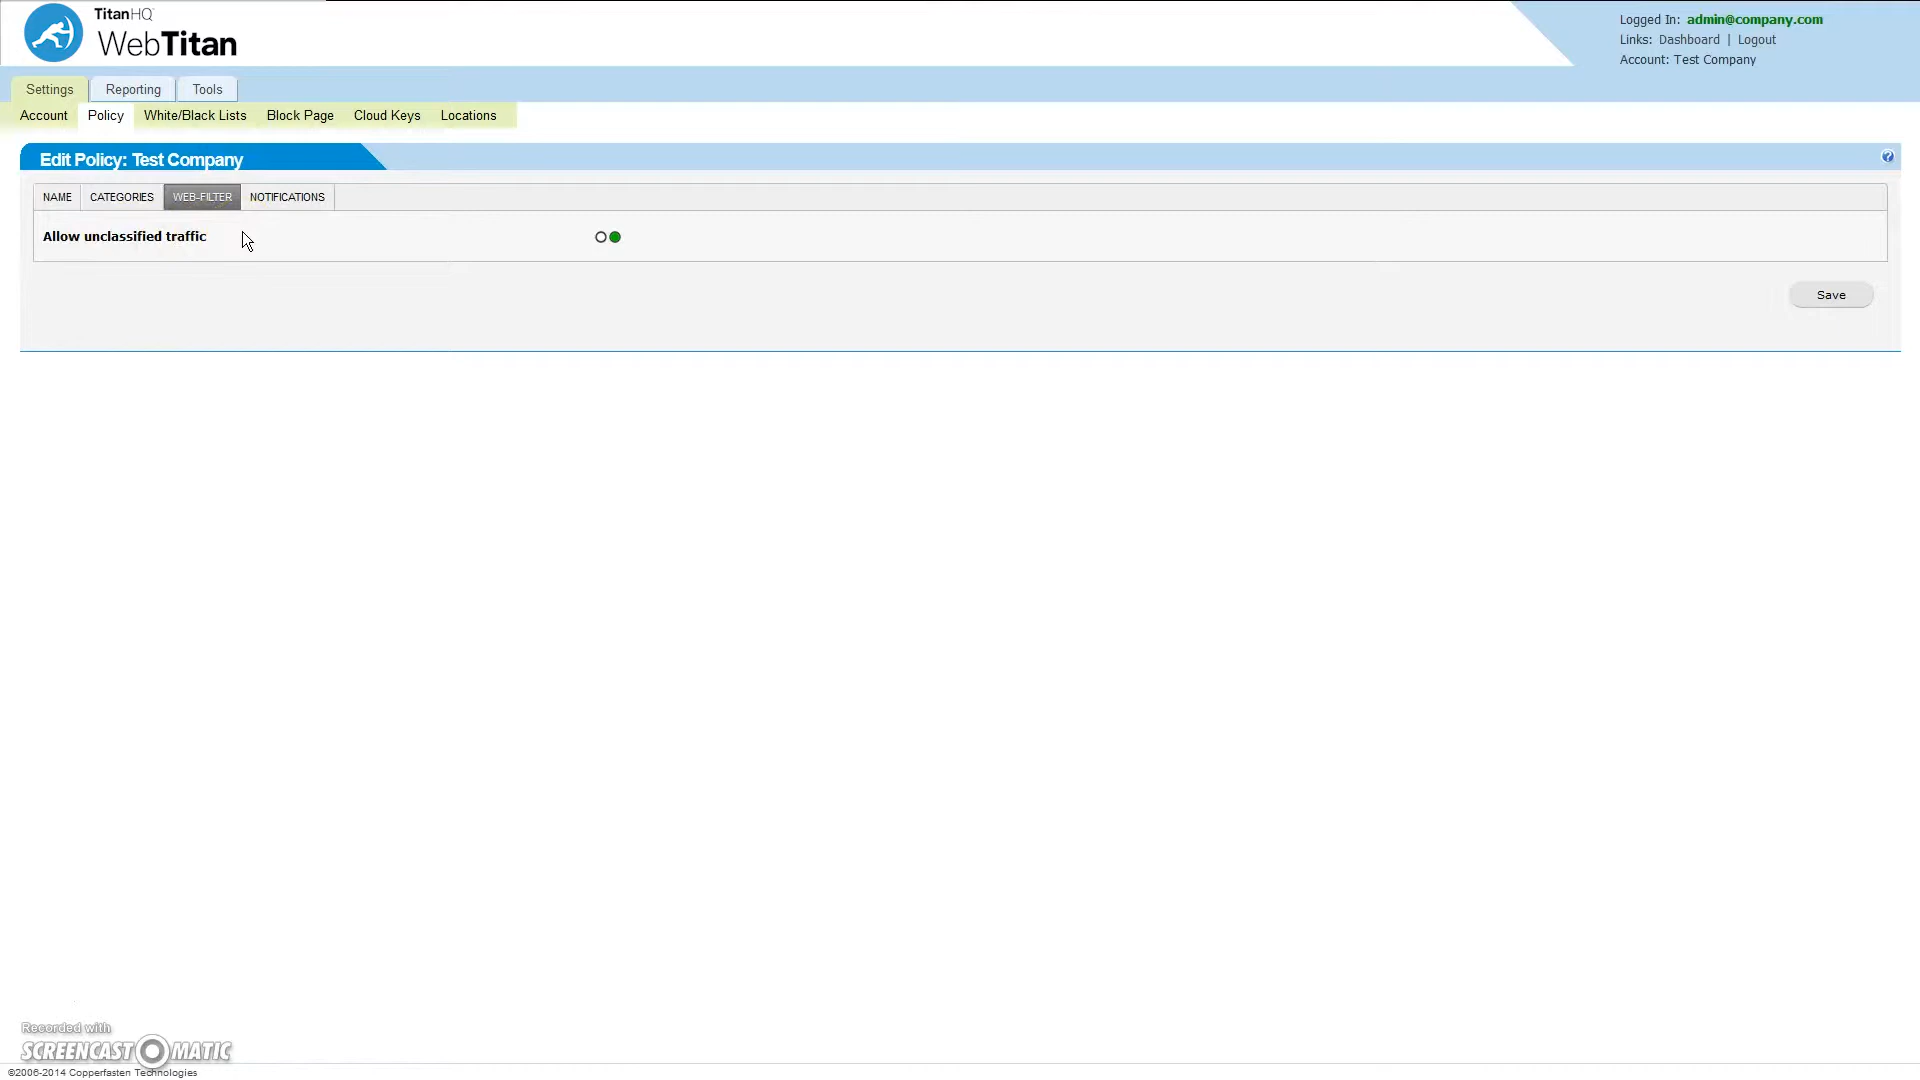 TitanHQ
WebTitan
Logged In: admin@company.com
Links: Dashboard | Logout
Account: Test Company
Settings Reporting Tools
Account Policy White/Black Lists Block Page Cloud Keys Locations
Edit Policy: Test Company
?
NAME CATEGORIES WEB-FILTER NOTIFICATIONS
Allow unclassified traffic
Save
Recorded with
SCREENCAST O MATIC
©2006-2014 Copperfasten Technologies